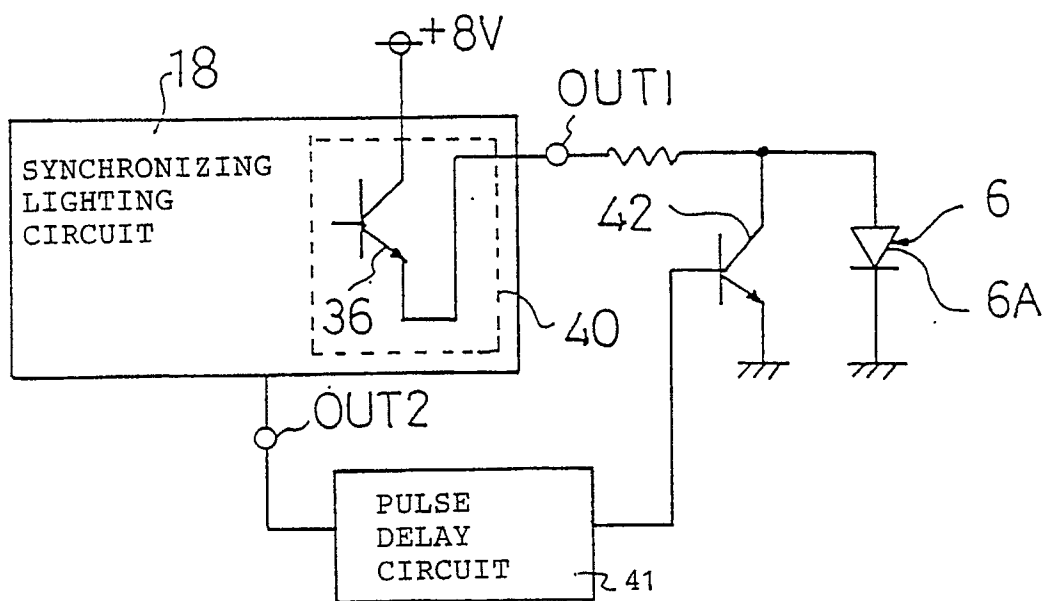 +8V
18
OUT1
SYNCHRONIZING
LIGHTING
CIRCUIT
42
6
6A
36
40
OUT2
PULSE
DELAY
CIRCUIT
41